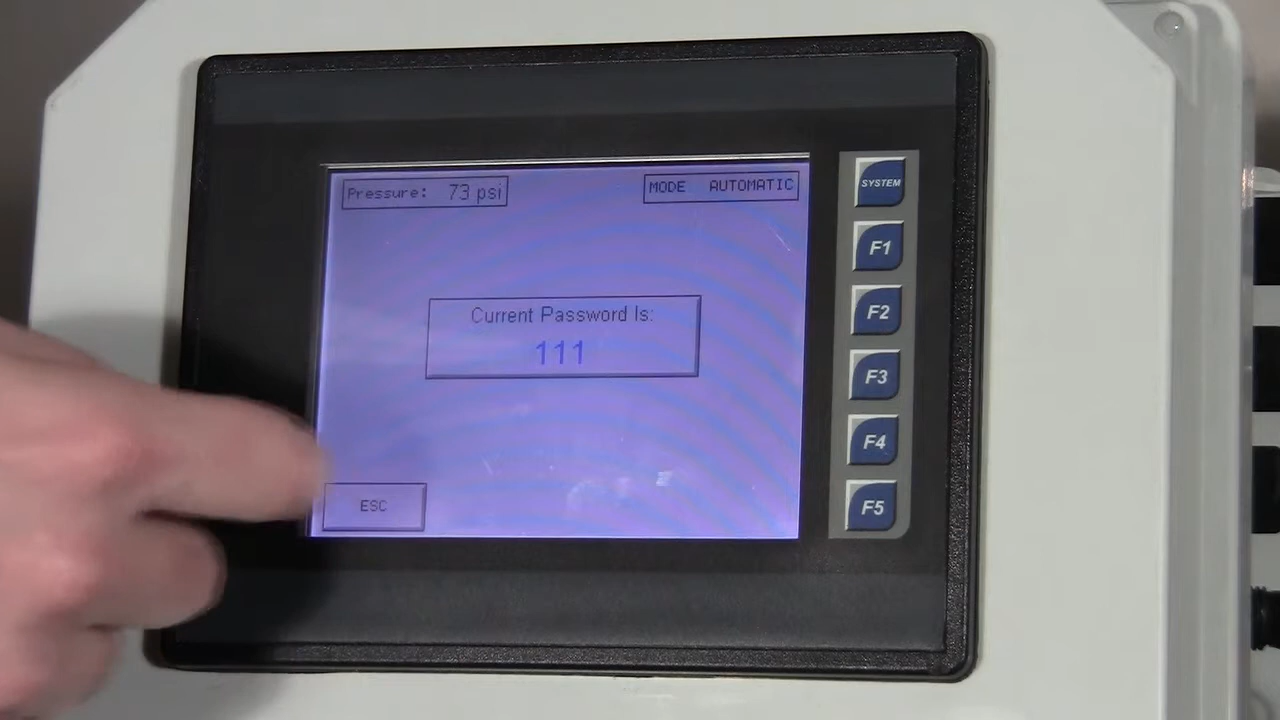 Pressure: 73 psi
MODE AUTOMATIC
SYSTEM
F1
F2
Current Password Is:
111
F3
F4
ESC
F5